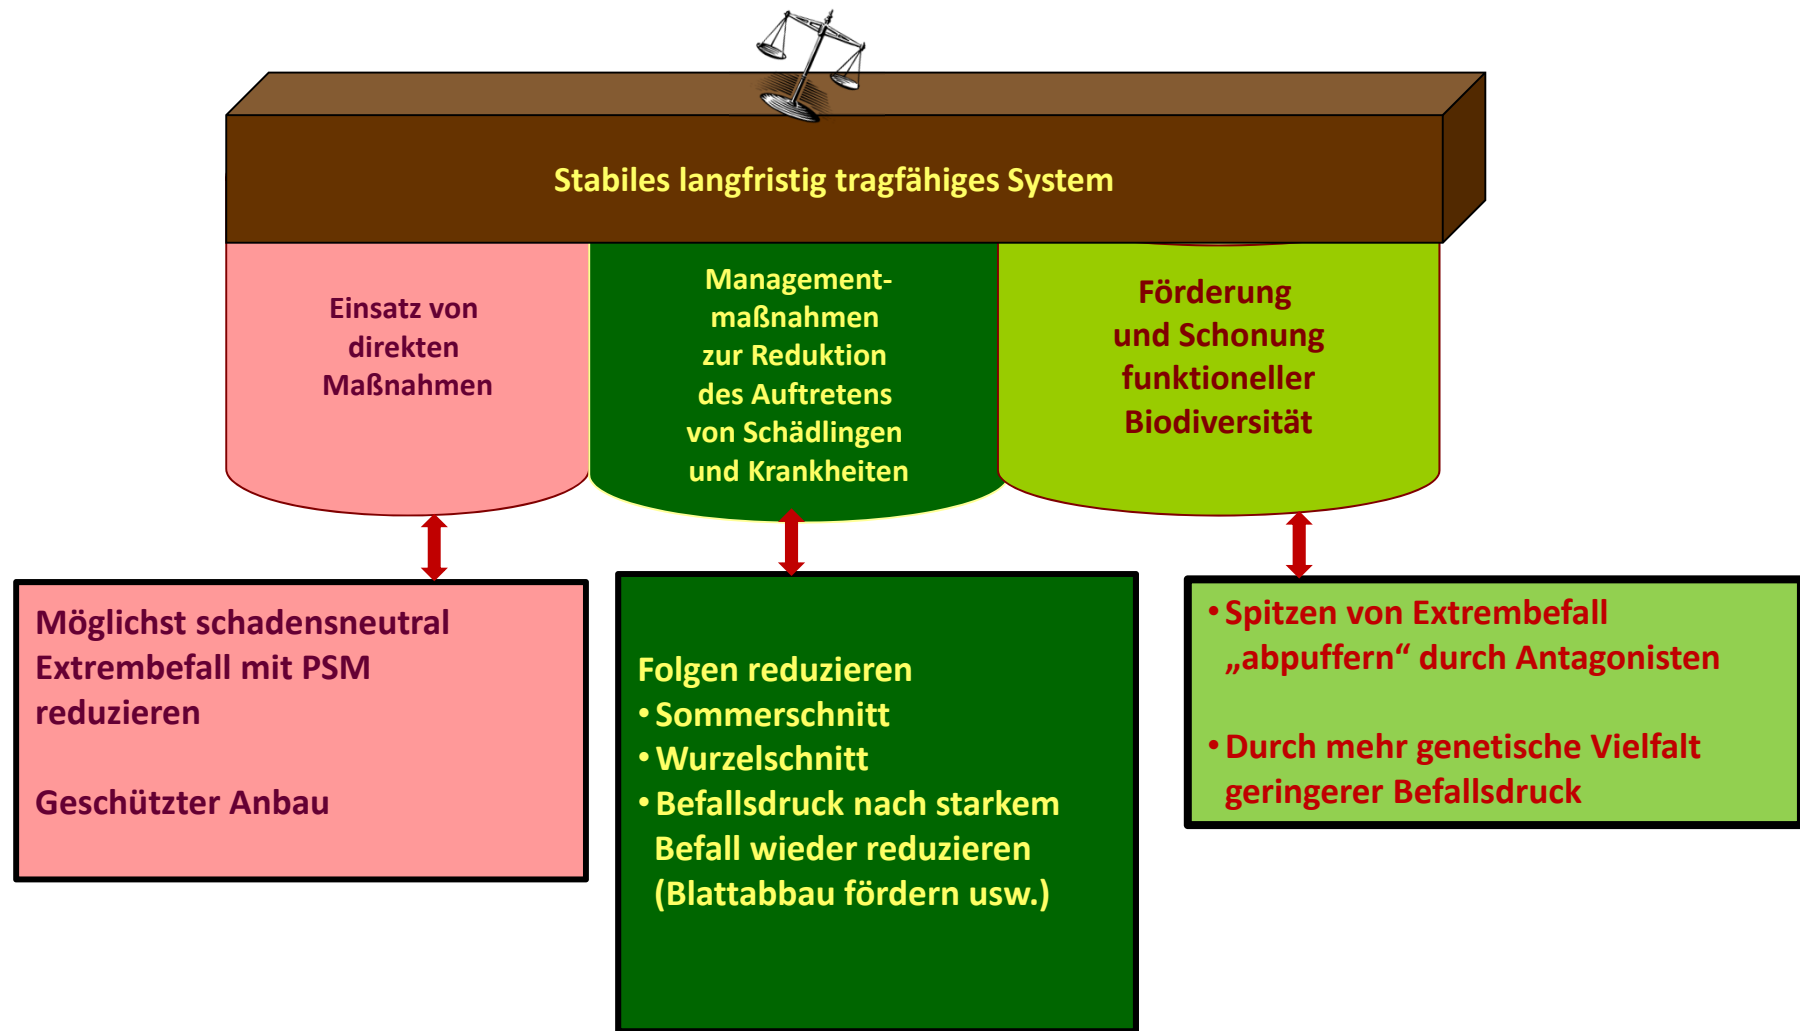 Stabiles langfristig tragfähiges System
Einsatz von
direkten
Maßnahmen
Management-
maßnahmen
zur Reduktion
des Auftretens
von Schädlingen
und Krankheiten
Förderung
und Schonung
funktioneller
Biodiversität
Möglichst schadensneutral
Extrembefall mit PSM
reduzieren
Geschützter Anbau
Folgen reduzieren
• Sommerschnitt
• Wurzelschnitt
• Befallsdruck nach starkem
Befall wieder reduzieren
(Blattabbau fördern usw.)
• Spitzen von Extrembefall
„abpuffern“ durch Antagonisten
• Durch mehr genetische Vielfalt
geringerer Befallsdruck